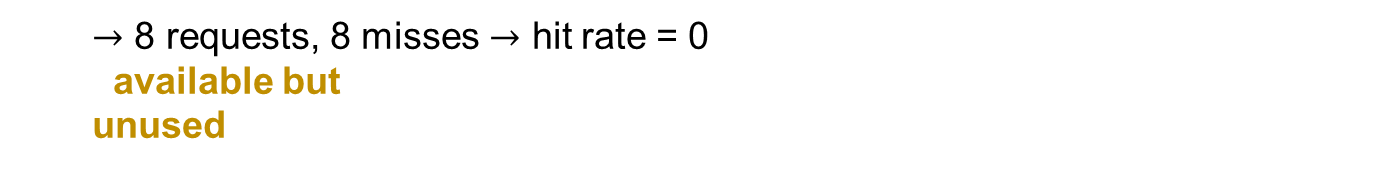 → 8 requests, 8 misses → hit rate = 0
available but
unused